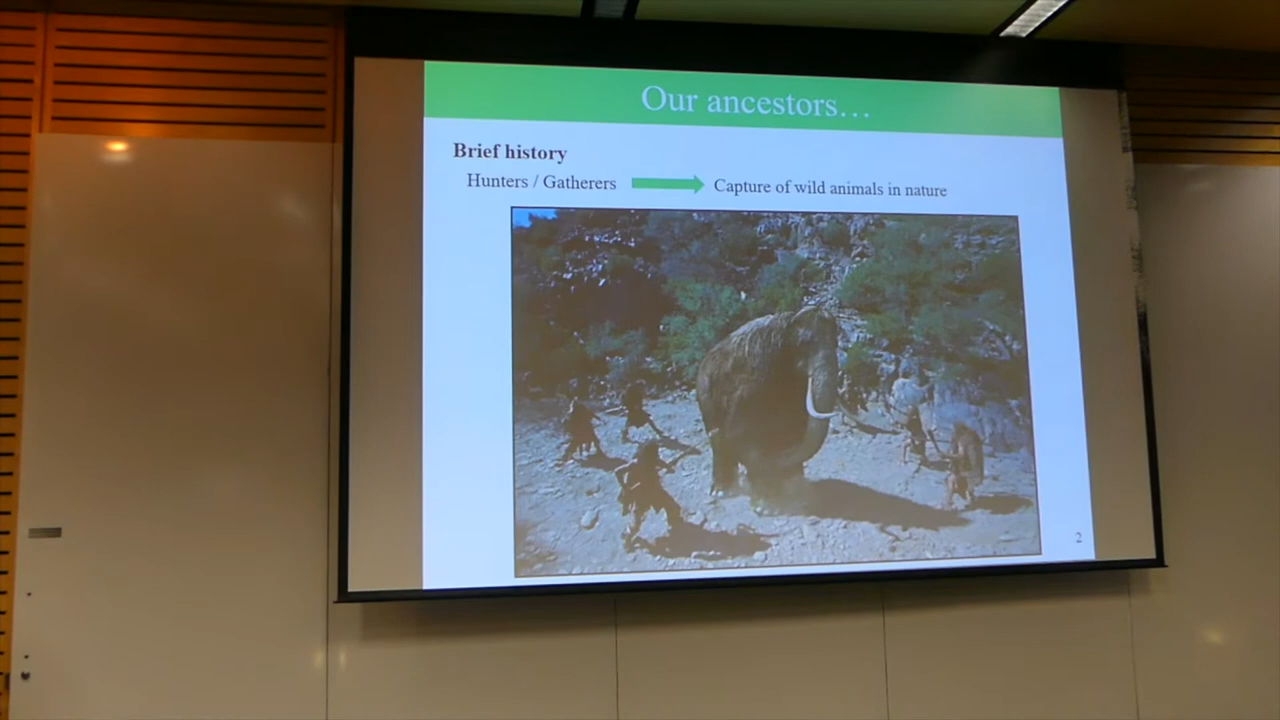 Our ancestors…
Brief history
Hunters / Gatherers Capture of wild animals in nature
2